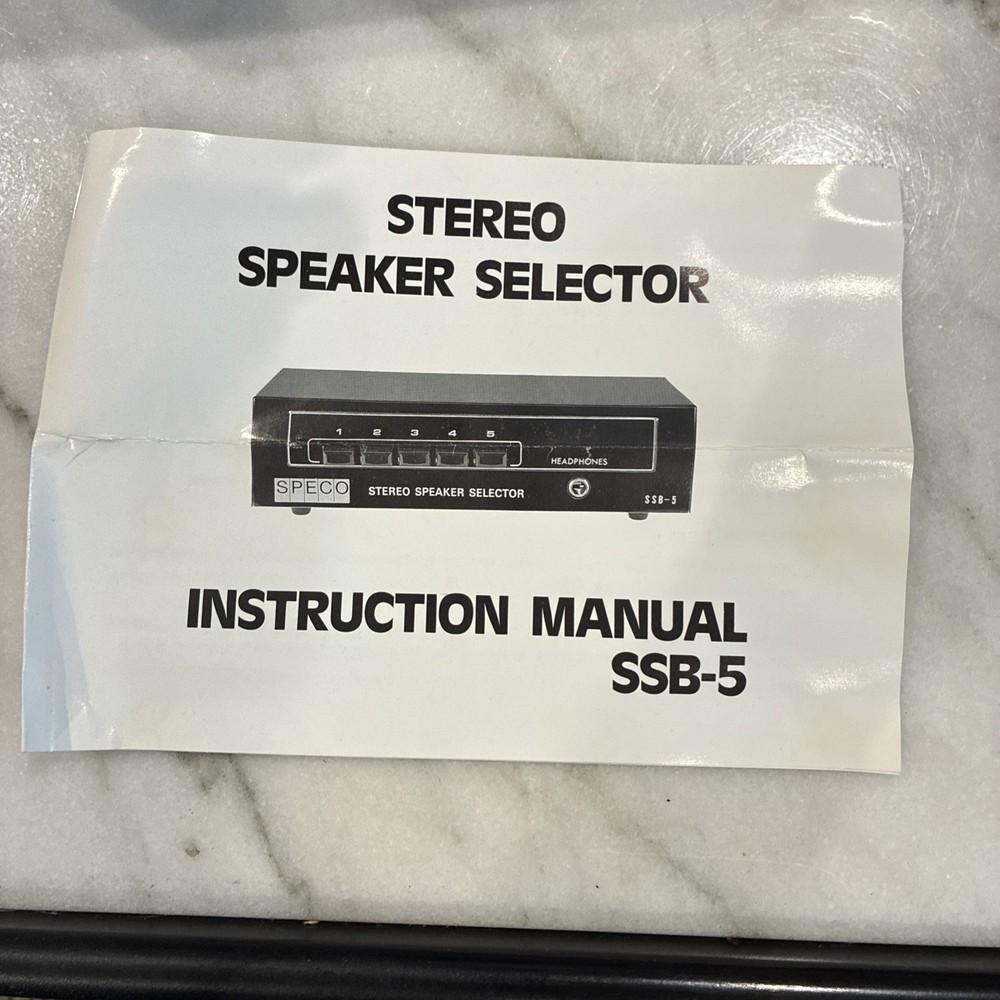 STEREO
SPEAKER SELECTOR
1 2 3 4 5
HEADPHONES
SPECO STEREO SPEAKER SELECTOR SSB-5
INSTRUCTION MANUAL
SSB-5